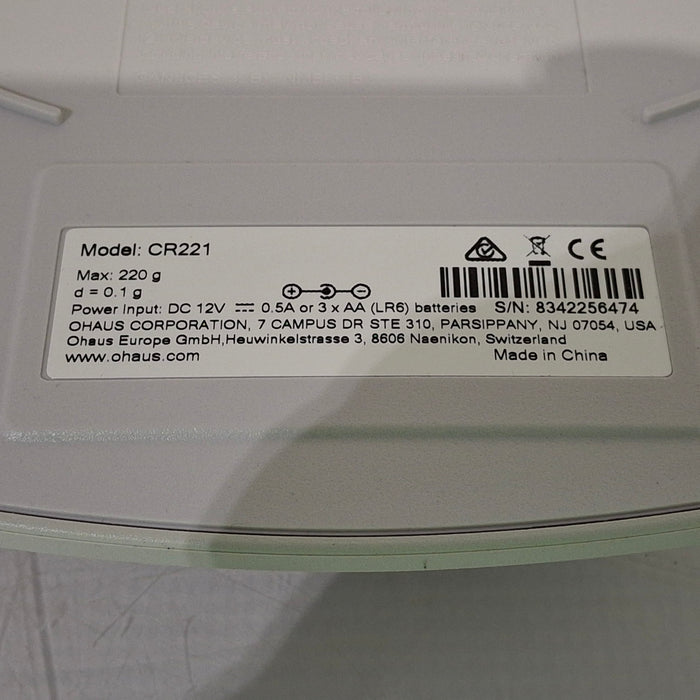 Model: CR221
CE
Max: 220 g
d = 0.1 g
Power Input: DC 12V ⎓ 0.5A or 3 x AA (LR6) batteries S/N: 8342256474
OHAUS CORPORATION, 7 CAMPUS DR STE 310, PARSIPPANY, NJ 07054, USA
Ohaus Europe GmbH,Heuwinkelstrasse 3, 8606 Naenikon, Switzerland
www.ohaus.com Made in China